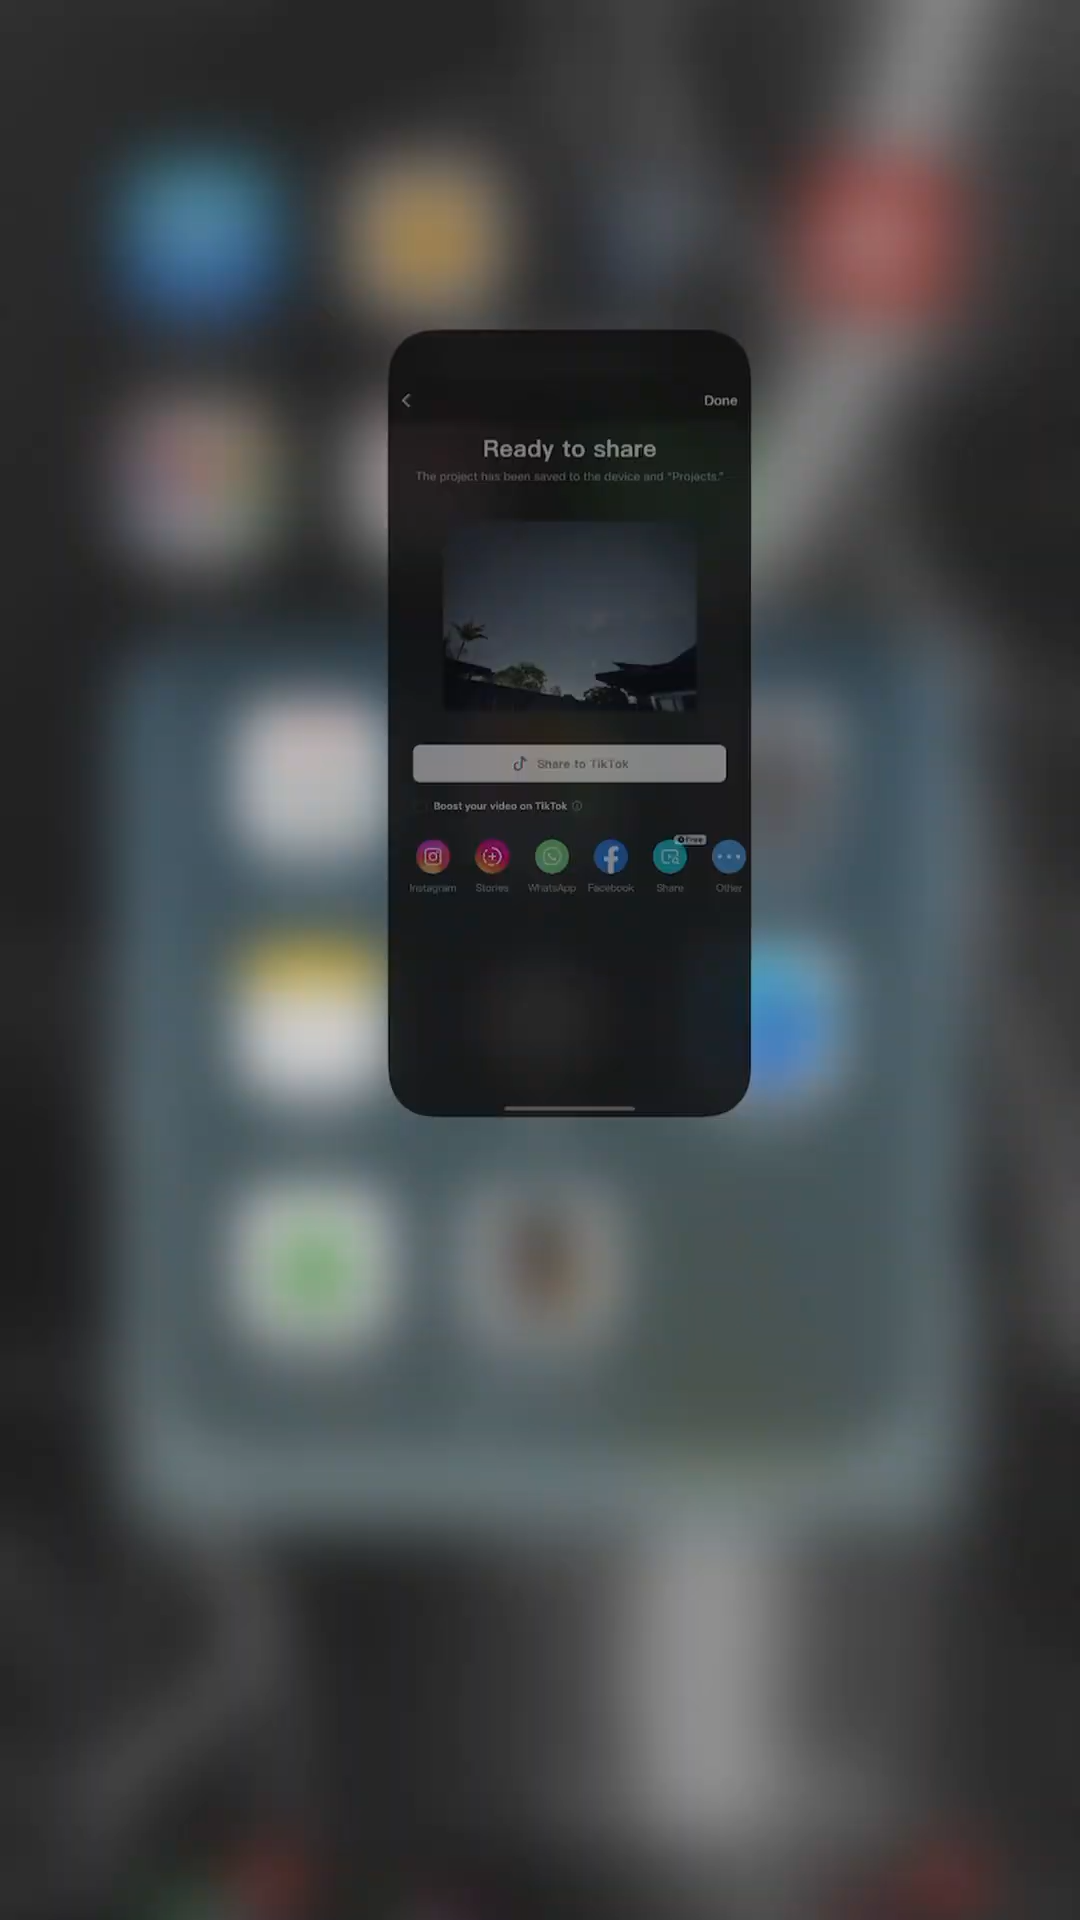 Done
Ready to share
The project has been saved to the device and "Projects."
Share to TikTok
Boost your video on TikTok
Free
Instagram
Stories
WhatsApp
Facebook
Share
Other